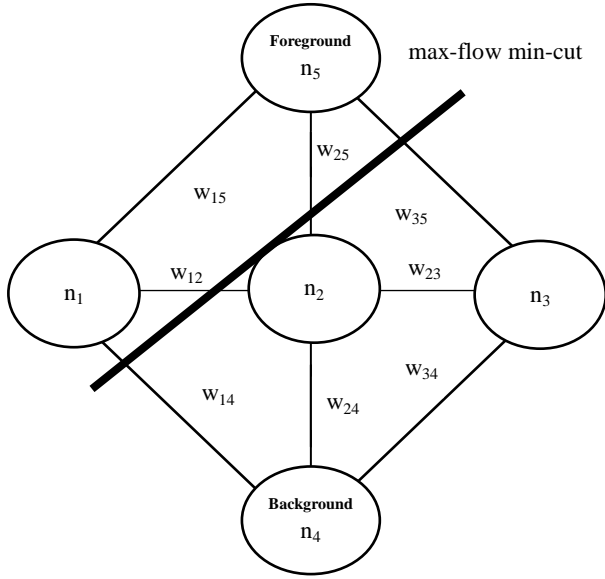 Foreground
n5
max-flow min-cut
w25
w15
w35
w12
w23
n1
n2
n3
w14
w34
w24
Background
n4